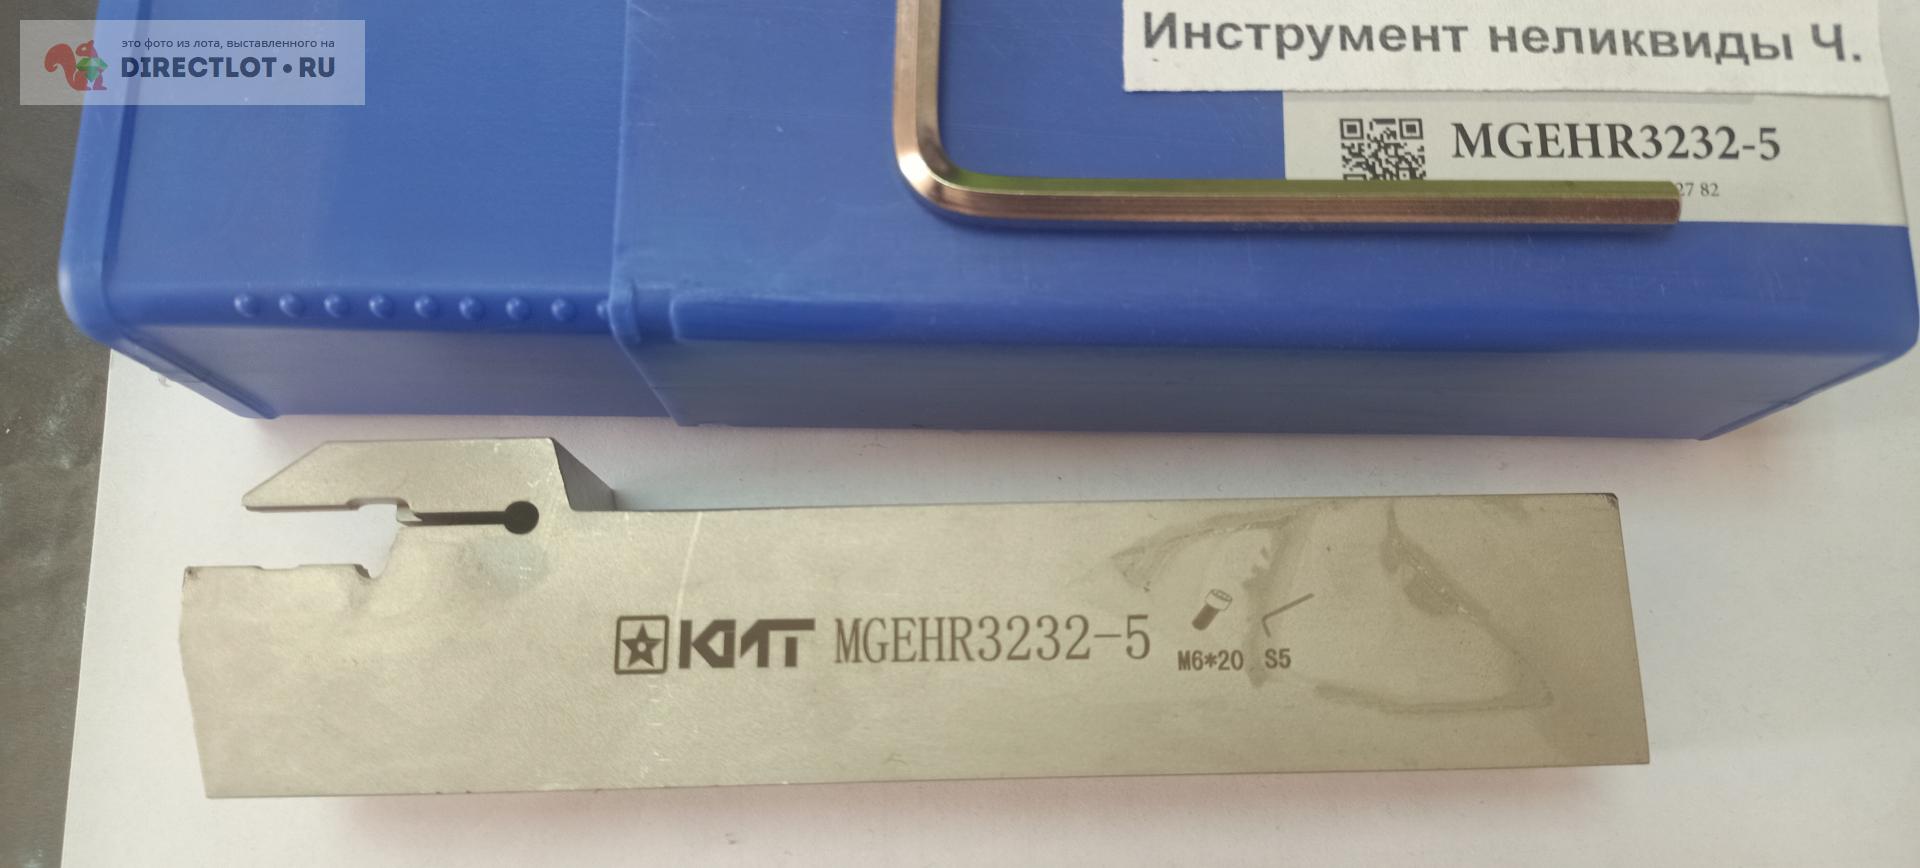 это фото из лота, выставленного на
DIRECTLOT•RU
Инструмент неликвиды Ч.
MGEHR3232-5
27 82
КИТ MGEHR3232-5
M6*20 S5